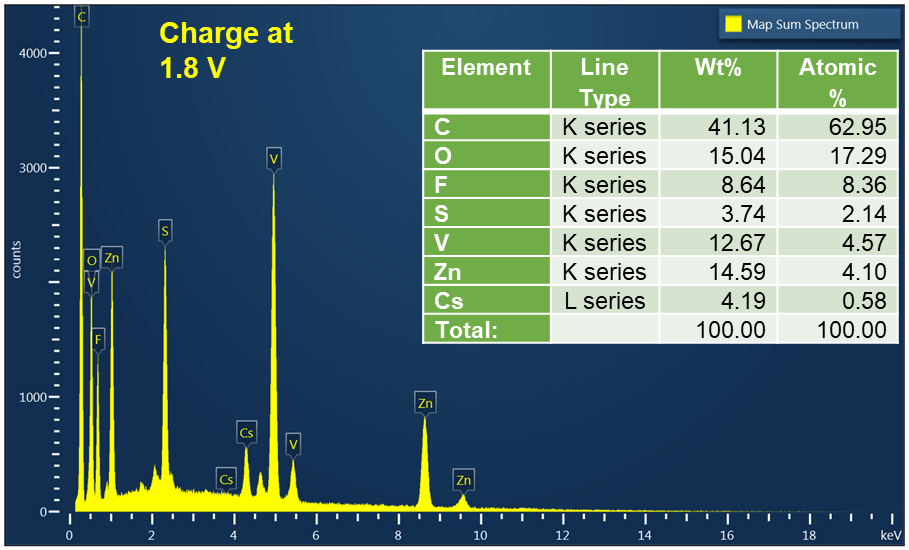 Charge at
1.8 V
Map Sum Spectrum
Element Line Type Wt% Atomic %
C K series 41.13 62.95
O K series 15.04 17.29
F K series 8.64 8.36
S K series 3.74 2.14
V K series 12.67 4.57
Zn K series 14.59 4.10
Cs L series 4.19 0.58
Total: 100.00 100.00
counts
4000
3000
1000
0
C
O
V
F
Zn
S
Cs
Cs
V
V
Zn
Zn
0 2 4 6 8 10 12 14 16 18 keV